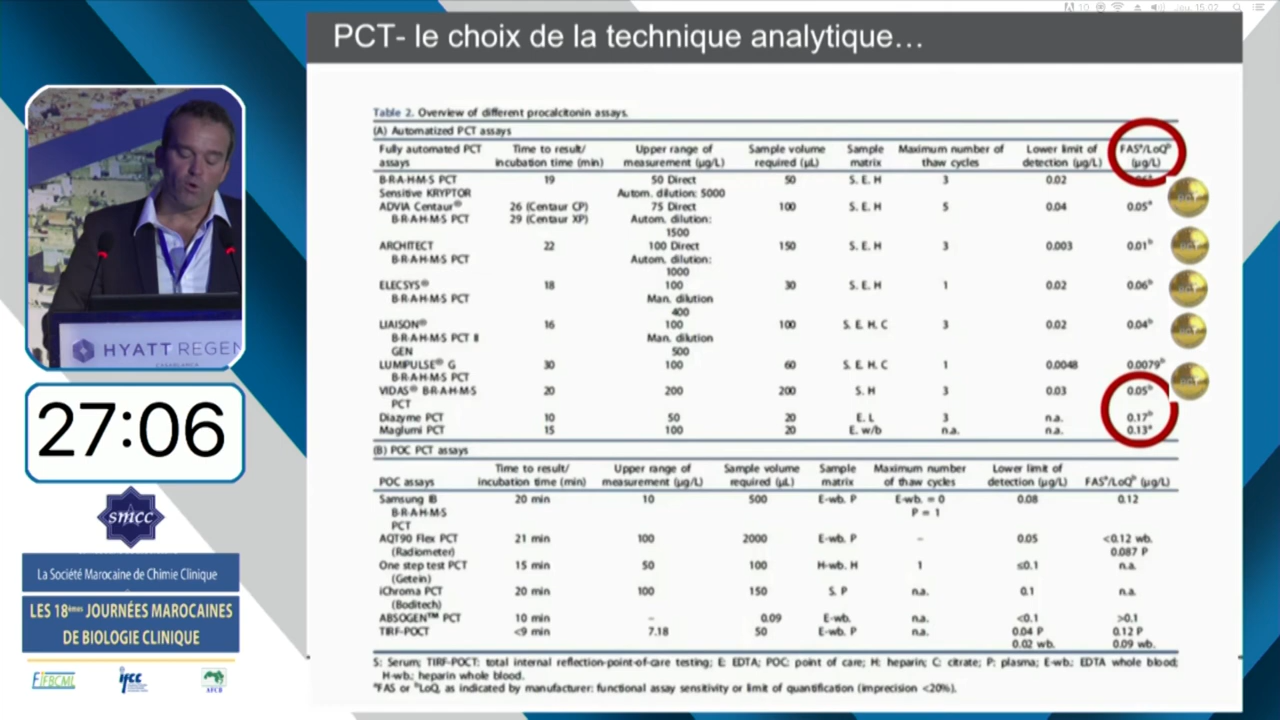 PCT- le choix de la technique analytique...
Table 2. Overview of different procalcitonin assays.
(A) Automatized PCT assays
Fully automated PCT assays | Time to result/ incubation time (min) | Upper range of measurement (µg/L) | Sample volume required (µL) | Sample matrix | Maximum number of thaw cycles | Lower limit of detection (µg/L) | FASª/LoQᵇ (µg/L)
B·R·A·H·M·S PCT Sensitive KRYPTOR 19 50 Direct Autom. dilution: 5000 50 S. E. H 3 0.02
ADVIA Centaur® B·R·A·H·M·S PCT 26 (Centaur CP) 29 (Centaur XP) 75 Direct Autom. dilution: 1500 100 S. E. H 5 0.04 0.05ª
ARCHITECT B·R·A·H·M·S PCT 22 100 Direct Autom. dilution: 1000 150 S. E. H 3 0.003 0.01ᵇ
ELECSYS® B·R·A·H·M·S PCT 18 100 Man. dilution 400 30 S. E. H 1 0.02 0.06ᵇ
LIAISON® B·R·A·H·M·S PCT II GEN 16 100 Man. dilution 500 100 S. E. H. C 3 0.02 0.04ᵇ
LUMIPULSE® G B·R·A·H·M·S PCT 30 100 60 S. E. H. C 1 0.0048 0.0079ᵇ
VIDAS® B·R·A·H·M·S PCT 20 200 200 S. H 3 0.03 0.05ᵇ
Diazyme PCT 10 50 20 E. L 3 n.a. 0.17ᵇ
Maglumi PCT 15 100 20 E. w/b n.a. n.a. 0.13ª
(B) POC PCT assays
POC assays | Time to result/ incubation time (min) | Upper range of measurement (µg/L) | Sample volume required (µL) | Sample matrix | Maximum number of thaw cycles | Lower limit of detection (µg/L) | FASª/LoQᵇ (µg/L)
Samsung IB B·R·A·H·M·S PCT 20 min 10 500 E-wb. P E-wb. = 0 P = 1 0.08 0.12
AQT90 Flex PCT (Radiometer) 21 min 100 2000 E-wb. P – 0.05 <0.12 wb. 0.087 P
One step test PCT (Getein) 15 min 50 100 H-wb. H 1 ≤0.1 n.a.
iChroma PCT (Boditech) 20 min 100 150 S. P n.a. 0.1 n.a.
ABSOGEN™ PCT 10 min – 0.09 E-wb. n.a. <0.1 >0.1
TIRF-POCT <9 min 7.18 50 E-wb. P n.a. 0.04 P 0.02 wb. 0.12 P 0.09 wb.
S: Serum; TIRF-POCT: total internal reflection-point-of-care testing; E: EDTA; POC: point of care; H: heparin; C: citrate; P: plasma; E-wb.: EDTA whole blood;
H-wb.: heparin whole blood.
ªFAS or ᵇLoQ, as indicated by manufacturer: functional assay sensitivity or limit of quantification (imprecision <20%).
HYATT REGEN
CASABLANCA
27:06
smcc
La Société Marocaine de Chimie Clinique
LES 18èmes JOURNÉES MAROCAINES
DE BIOLOGIE CLINIQUE
FIFBCML
ifcc
AFCB